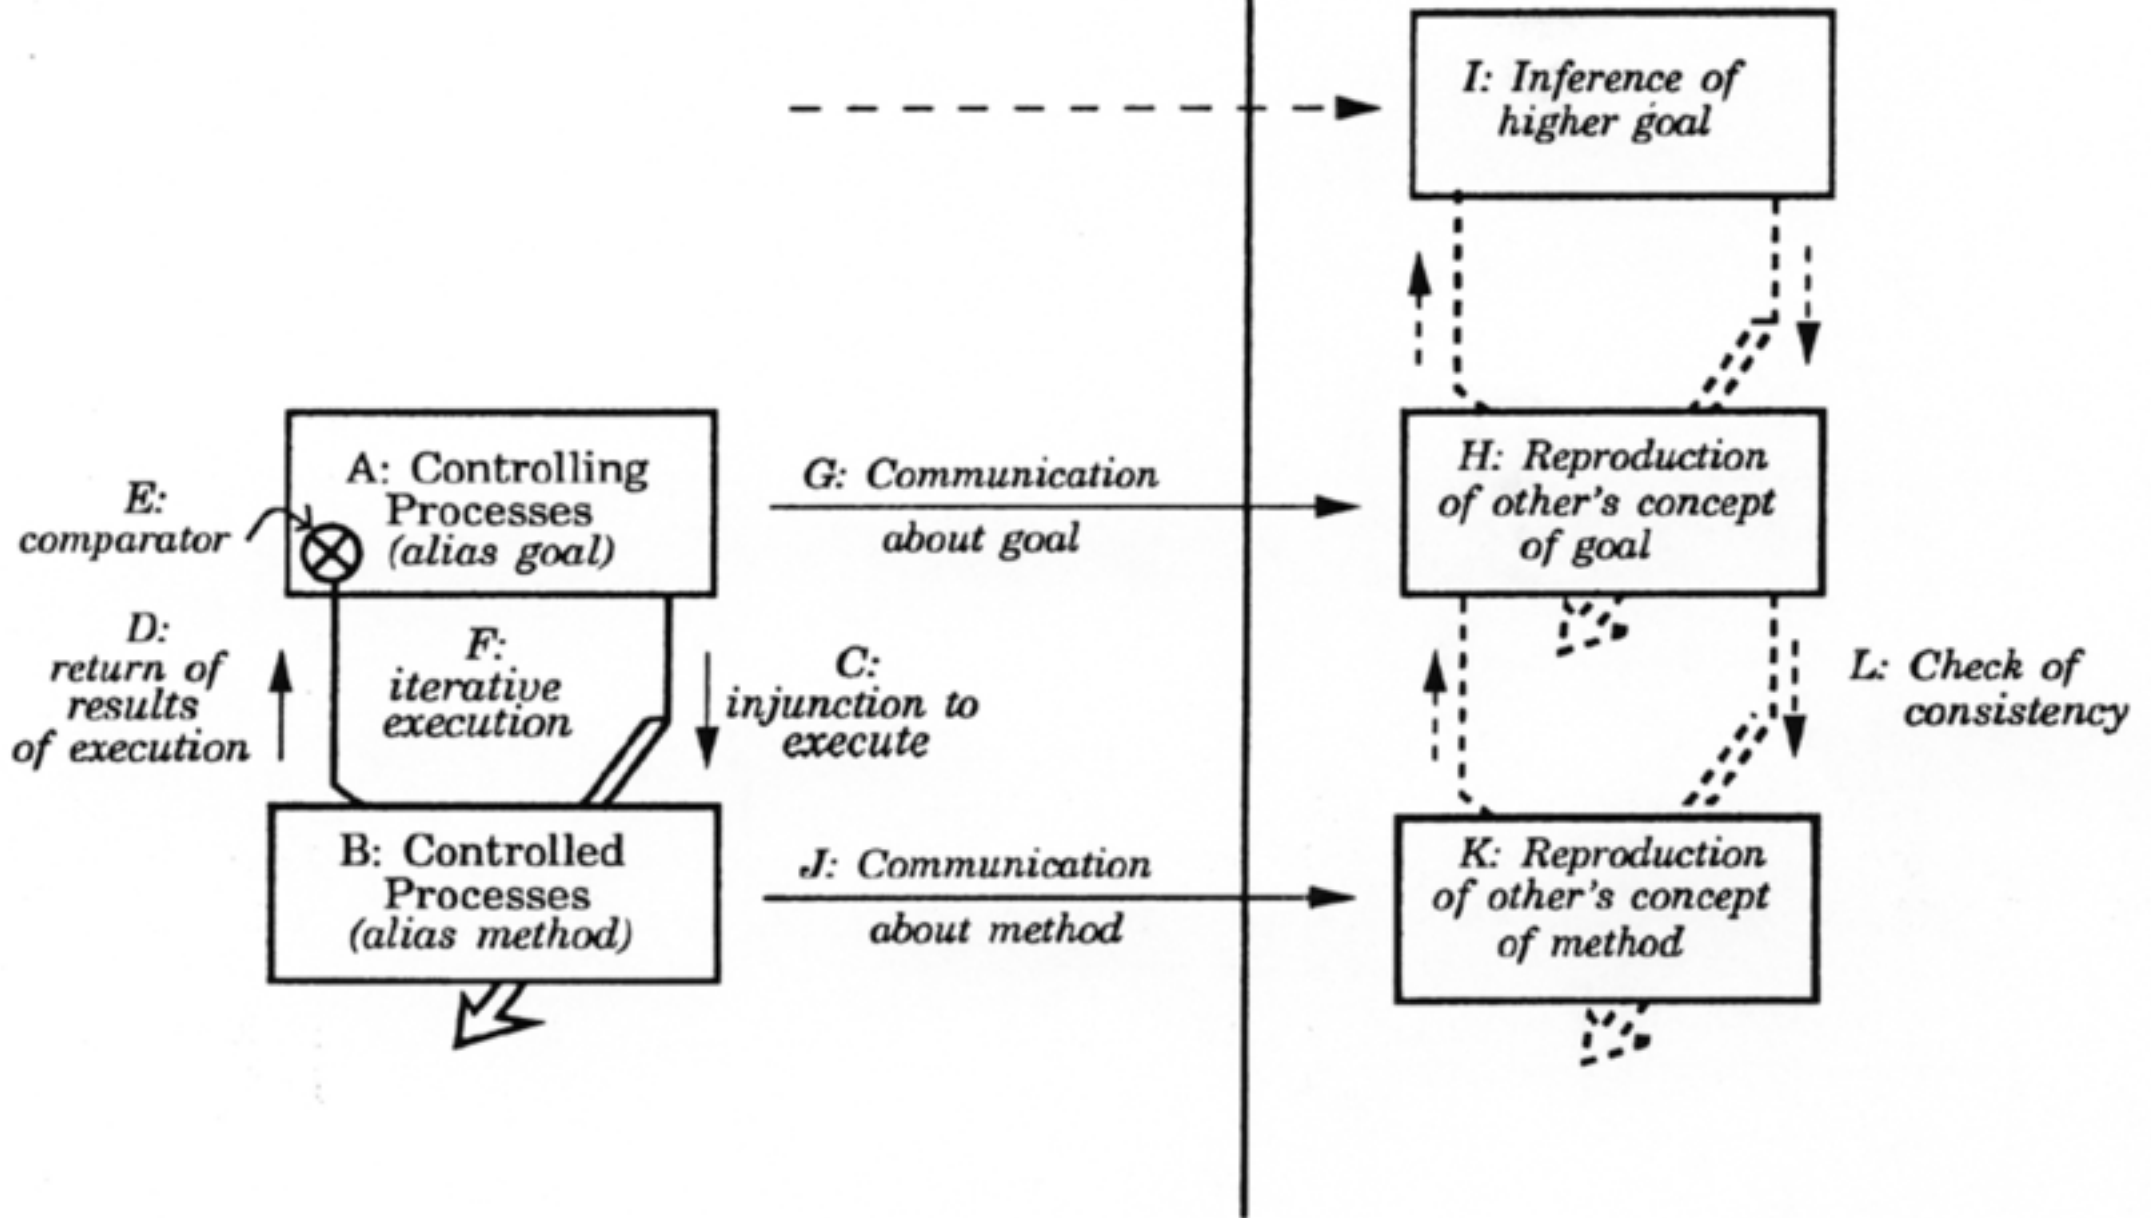 I: Inference of
higher goal
A: Controlling
Processes
(alias goal)
E:
comparator
G: Communication
about goal
H: Reproduction
of other's concept
of goal
D:
return of
results
of execution
F:
iterative
execution
C:
injunction to
execute
L: Check of
consistency
B: Controlled
Processes
(alias method)
J: Communication
about method
K: Reproduction
of other's concept
of method